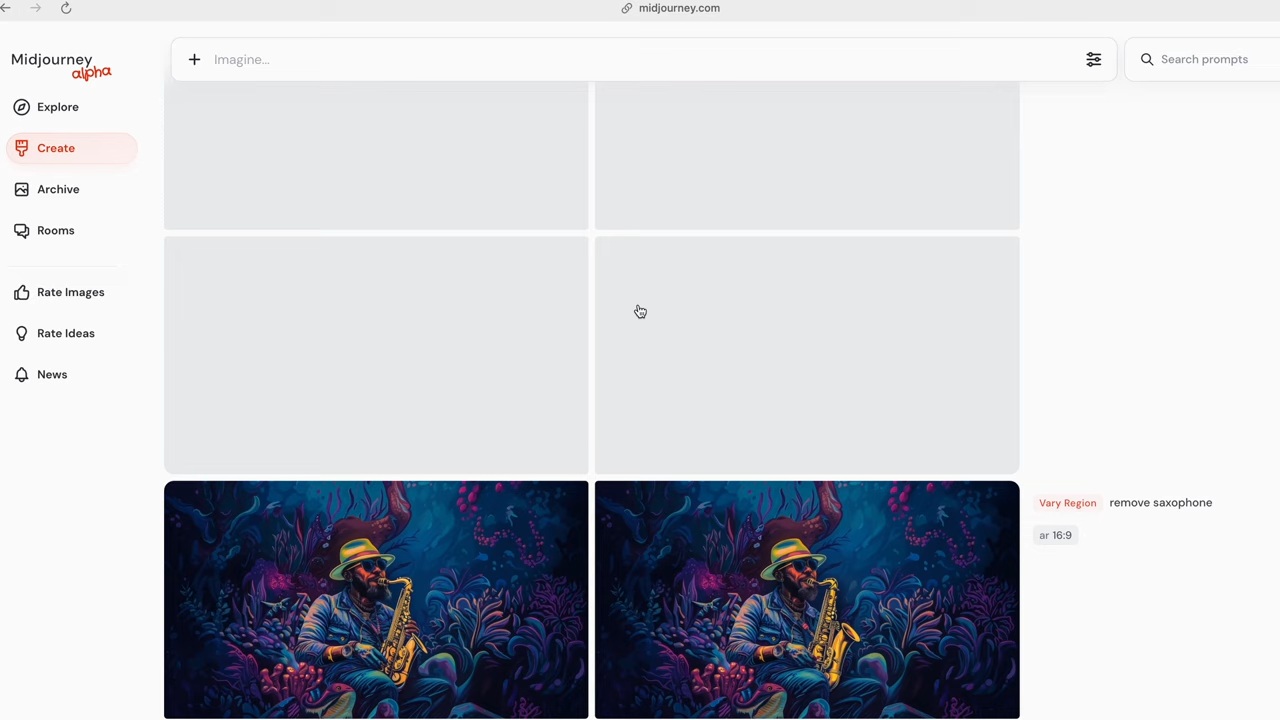 midjourney.com
Midjourney
alpha
Imagine...
Search prompts
Explore
Create
Archive
Rooms
Rate Images
Rate Ideas
News
Vary Region remove saxophone
ar 16:9